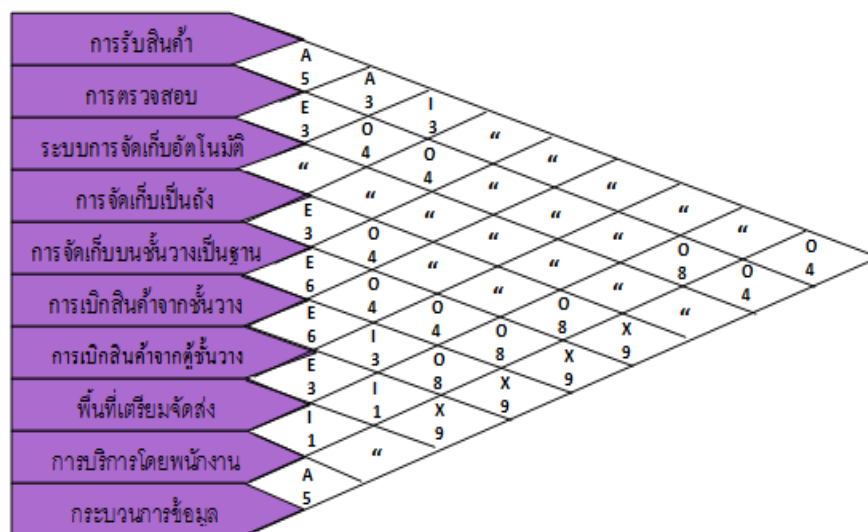 การรับสินค้า
การตรวจสอบ
ระบบการจัดเก็บอัตโนมัติ
การจัดเก็บเป็นถัง
การจัดเก็บบนชั้นวางเป็นฐาน
การเบิกสินค้าจากชั้นวาง
การเบิกสินค้าจากตู้ชั้นวาง
พื้นที่เตรียมจัดส่ง
การบริการโดยพนักงาน
กระบวนการข้อมูล
A
5
E
3
“
E
3
E
6
E
6
E
3
I
1
A
5
A
3
O
4
“
O
4
O
4
I
3
I
1
“
I
3
O
4
“
“
O
4
O
8
X
9
“
“
“
“
O
8
X
9
“
“
“
O
8
X
9
“
“
“
X
9
“
O
8
“
“
O
4
O
4